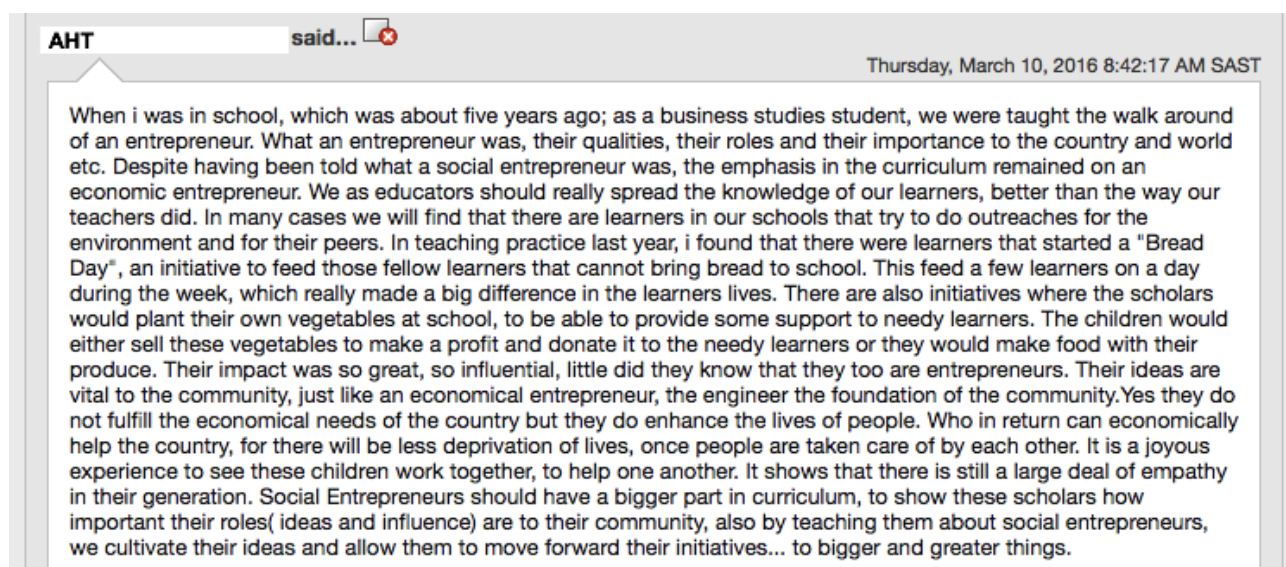 AHT said...
Thursday, March 10, 2016 8:42:17 AM SAST
When i was in school, which was about five years ago; as a business studies student, we were taught the walk around
of an entrepreneur. What an entrepreneur was, their qualities, their roles and their importance to the country and world
etc. Despite having been told what a social entrepreneur was, the emphasis in the curriculum remained on an
economic entrepreneur. We as educators should really spread the knowledge of our learners, better than the way our
teachers did. In many cases we will find that there are learners in our schools that try to do outreaches for the
environment and for their peers. In teaching practice last year, i found that there were learners that started a "Bread
Day", an initiative to feed those fellow learners that cannot bring bread to school. This feed a few learners on a day
during the week, which really made a big difference in the learners lives. There are also initiatives where the scholars
would plant their own vegetables at school, to be able to provide some support to needy learners. The children would
either sell these vegetables to make a profit and donate it to the needy learners or they would make food with their
produce. Their impact was so great, so influential, little did they know that they too are entrepreneurs. Their ideas are
vital to the community, just like an economical entrepreneur, the engineer the foundation of the community.Yes they do
not fulfill the economical needs of the country but they do enhance the lives of people. Who in return can economically
help the country, for there will be less deprivation of lives, once people are taken care of by each other. It is a joyous
experience to see these children work together, to help one another. It shows that there is still a large deal of empathy
in their generation. Social Entrepreneurs should have a bigger part in curriculum, to show these scholars how
important their roles( ideas and influence) are to their community, also by teaching them about social entrepreneurs,
we cultivate their ideas and allow them to move forward their initiatives... to bigger and greater things.